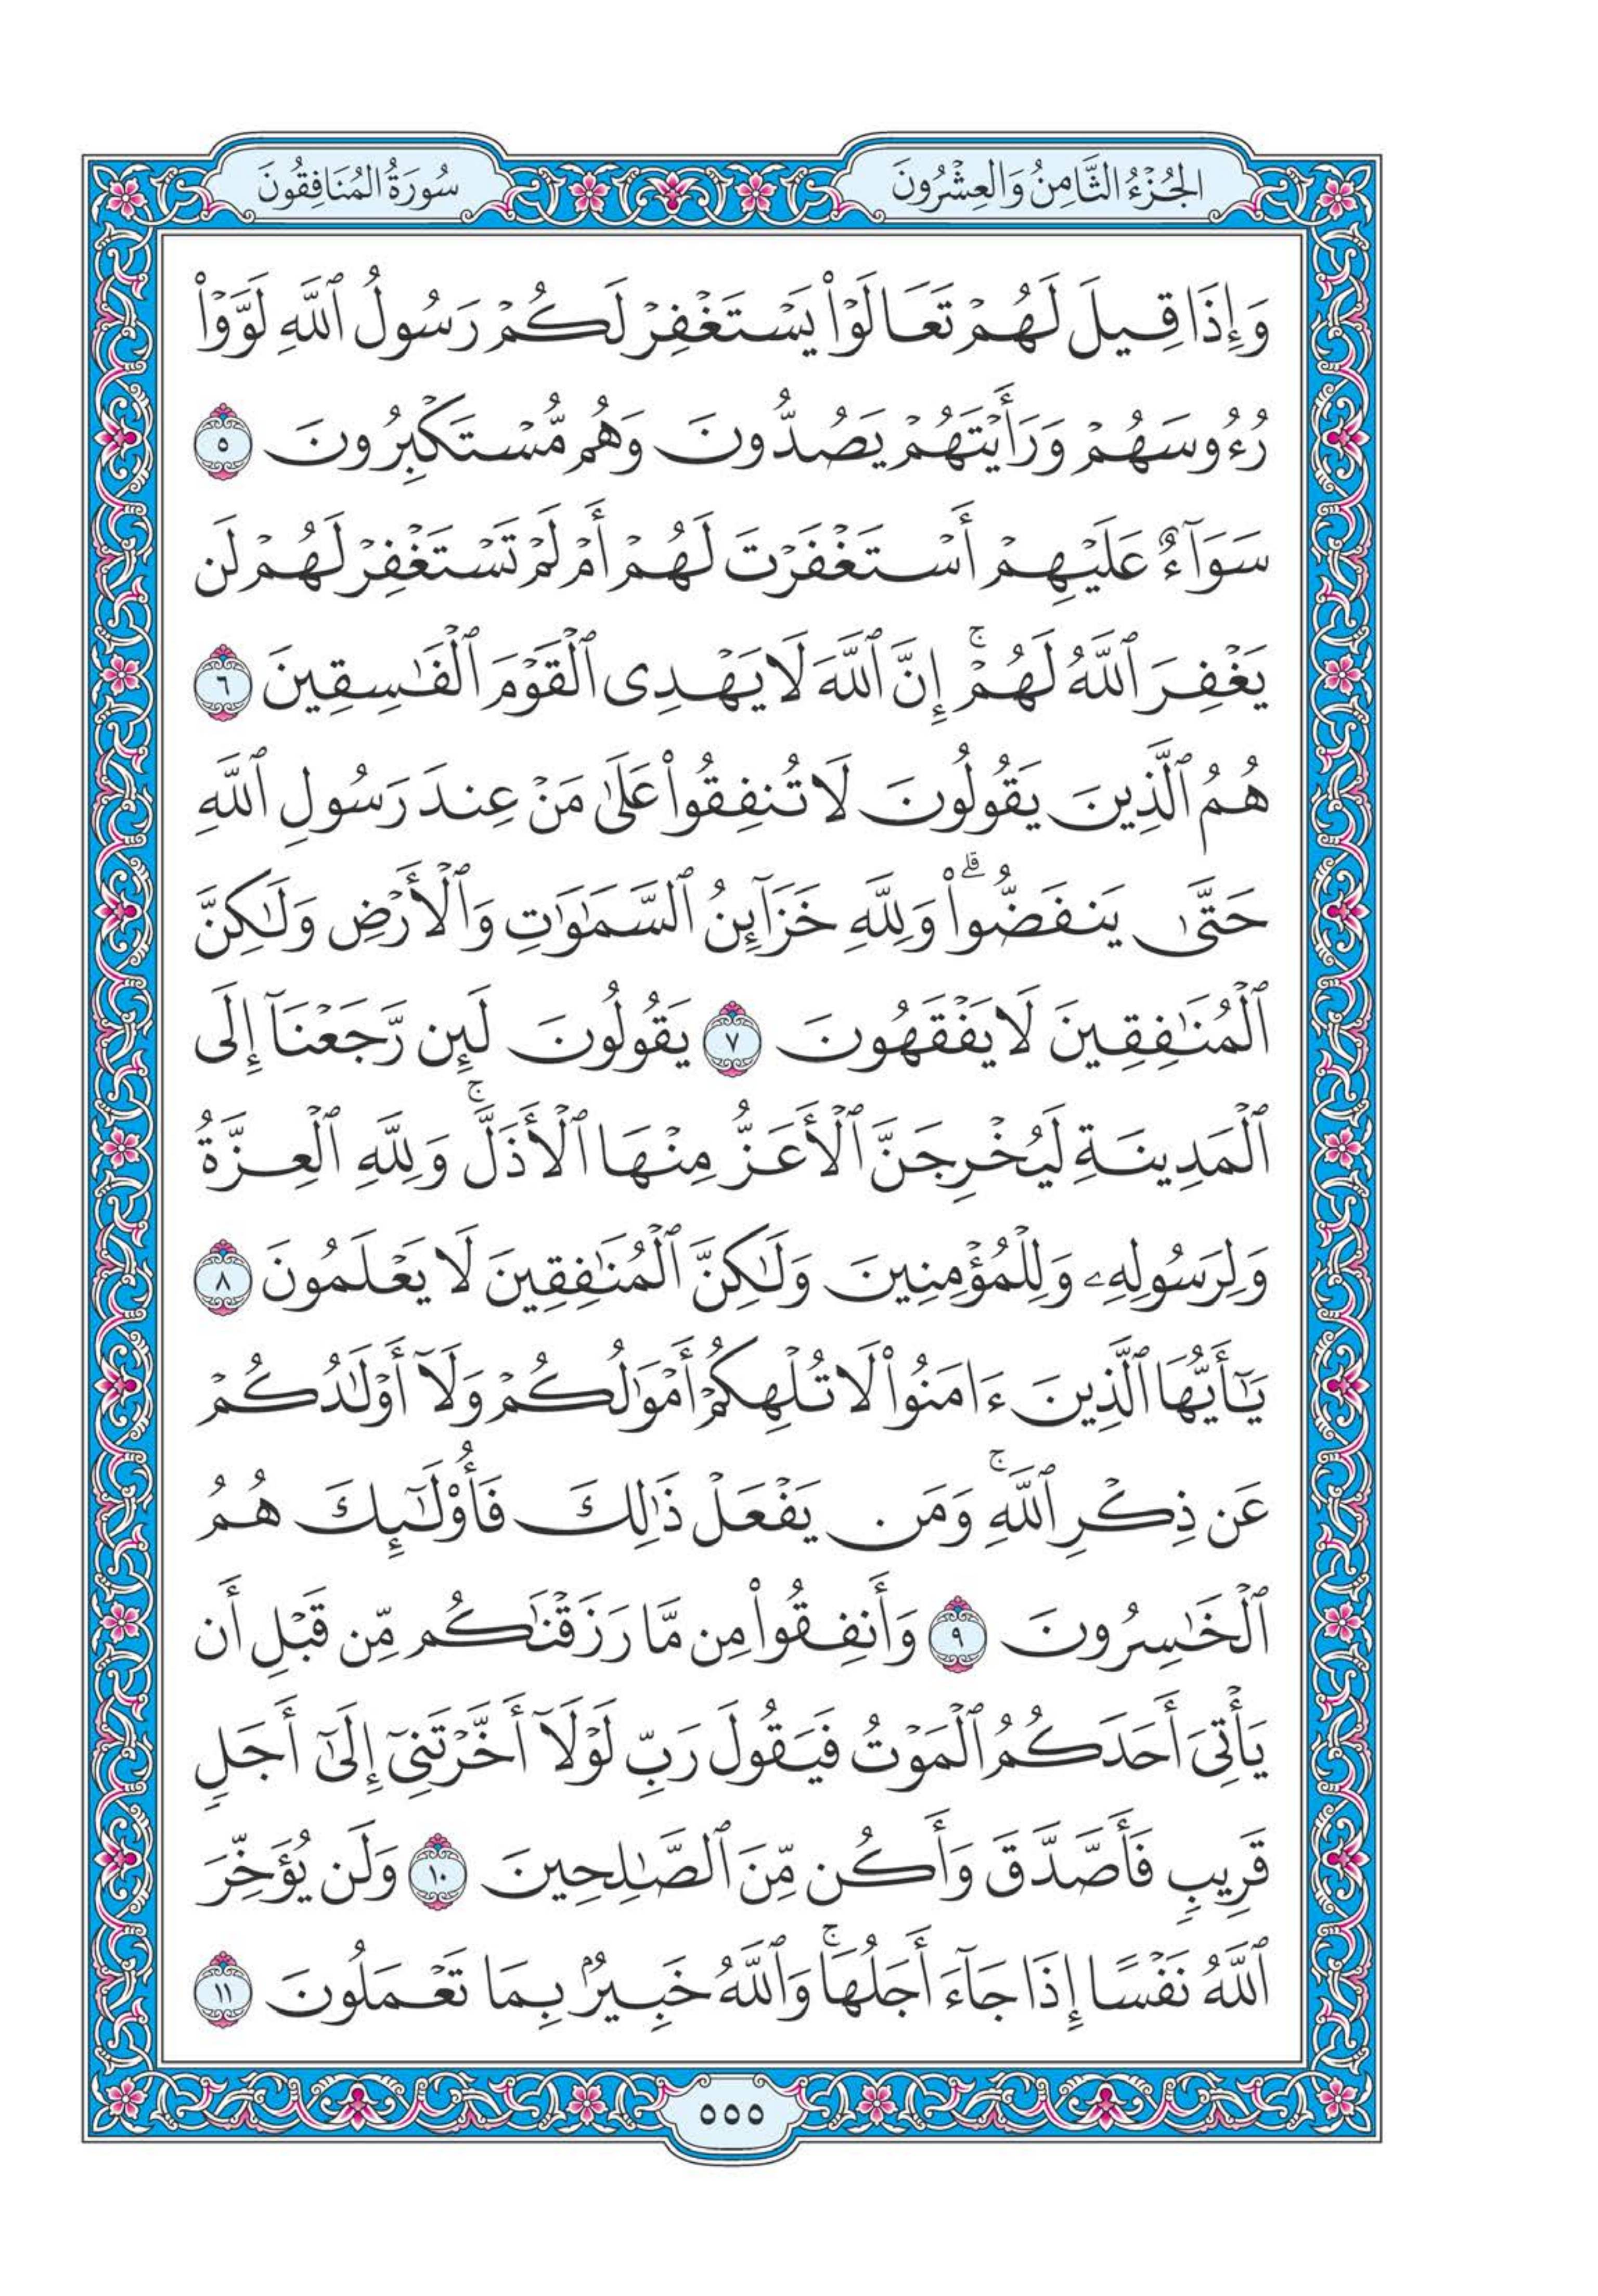 الجُزْءُ الثَّامِنُ وَالعِشْرُونَ
سُورَةُ المُنَافِقُونَ
وَإِذَا قِيلَ لَهُمۡ تَعَالَوۡاْ يَسۡتَغۡفِرۡ لَكُمۡ رَسُولُ ٱللَّهِ لَوَّوۡاْ
رُءُوسَهُمۡ وَرَأَيۡتَهُمۡ يَصُدُّونَ وَهُم مُّسۡتَكۡبِرُونَ ٥
سَوَآءٌ عَلَيۡهِمۡ أَسۡتَغۡفَرۡتَ لَهُمۡ أَمۡ لَمۡ تَسۡتَغۡفِرۡ لَهُمۡ لَن
يَغۡفِرَ ٱللَّهُ لَهُمۡۚ إِنَّ ٱللَّهَ لَا يَهۡدِي ٱلۡقَوۡمَ ٱلۡفَٰسِقِينَ ٦
هُمُ ٱلَّذِينَ يَقُولُونَ لَا تُنفِقُواْ عَلَىٰ مَنۡ عِندَ رَسُولِ ٱللَّهِ
حَتَّىٰ يَنفَضُّواْۗ وَلِلَّهِ خَزَآئِنُ ٱلسَّمَٰوَٰتِ وَٱلۡأَرۡضِ وَلَٰكِنَّ
ٱلۡمُنَٰفِقِينَ لَا يَفۡقَهُونَ ٧ يَقُولُونَ لَئِن رَّجَعۡنَآ إِلَى
ٱلۡمَدِينَةِ لَيُخۡرِجَنَّ ٱلۡأَعَزُّ مِنۡهَا ٱلۡأَذَلَّۚ وَلِلَّهِ ٱلۡعِزَّةُ
وَلِرَسُولِهِۦ وَلِلۡمُؤۡمِنِينَ وَلَٰكِنَّ ٱلۡمُنَٰفِقِينَ لَا يَعۡلَمُونَ ٨
يَٰٓأَيُّهَا ٱلَّذِينَ ءَامَنُواْ لَا تُلۡهِكُمۡ أَمۡوَٰلُكُمۡ وَلَآ أَوۡلَٰدُكُمۡ
عَن ذِكۡرِ ٱللَّهِۚ وَمَن يَفۡعَلۡ ذَٰلِكَ فَأُوْلَٰٓئِكَ هُمُ
ٱلۡخَٰسِرُونَ ٩ وَأَنفِقُواْ مِن مَّا رَزَقۡنَٰكُم مِّن قَبۡلِ أَن
يَأۡتِيَ أَحَدَكُمُ ٱلۡمَوۡتُ فَيَقُولَ رَبِّ لَوۡلَآ أَخَّرۡتَنِيٓ إِلَىٰٓ أَجَلٖ
قَرِيبٖ فَأَصَّدَّقَ وَأَكُن مِّنَ ٱلصَّٰلِحِينَ ١٠ وَلَن يُؤَخِّرَ
ٱللَّهُ نَفۡسًا إِذَا جَآءَ أَجَلُهَاۚ وَٱللَّهُ خَبِيرُۢ بِمَا تَعۡمَلُونَ ١١
٥٥٥